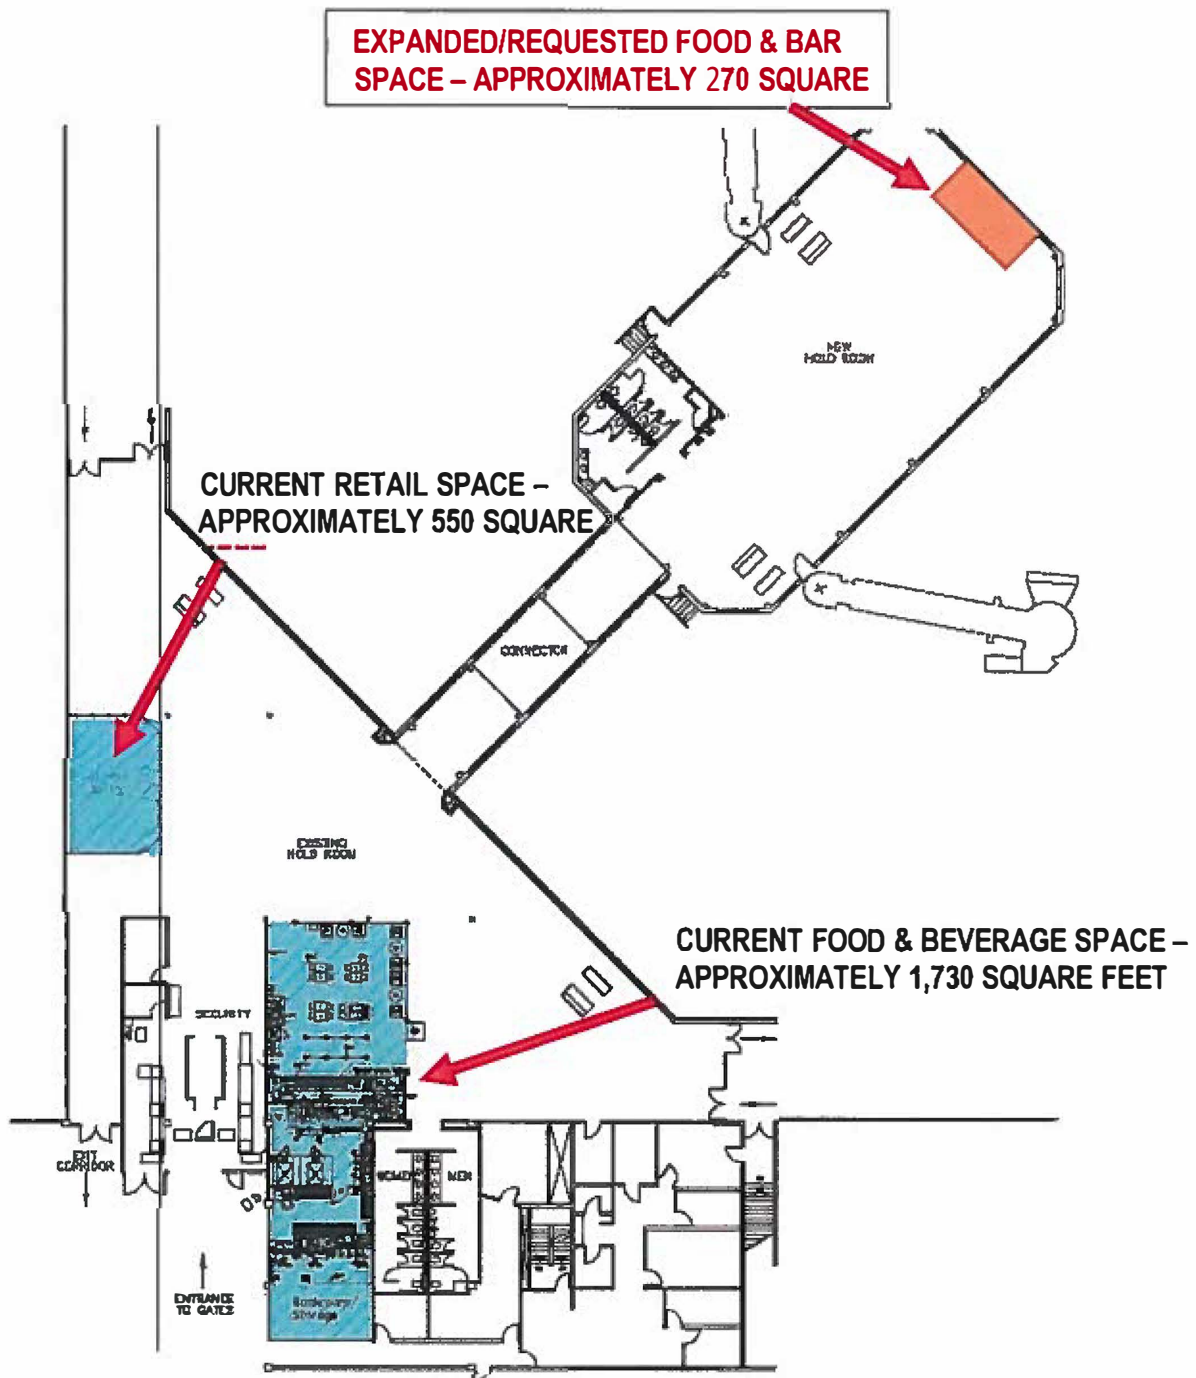 EXPANDED/REQUESTED FOOD & BAR
SPACE – APPROXIMATELY 270 SQUARE
NEW
HOLD ROOM
CURRENT RETAIL SPACE –
APPROXIMATELY 550 SQUARE
CONNECTOR
EXISTING
HOLD ROOM
CURRENT FOOD & BEVERAGE SPACE –
APPROXIMATELY 1,730 SQUARE FEET
SECURITY
EXIT
CORRIDOR
WOMEN
MEN
ENTRANCE
TO GATES
Storage